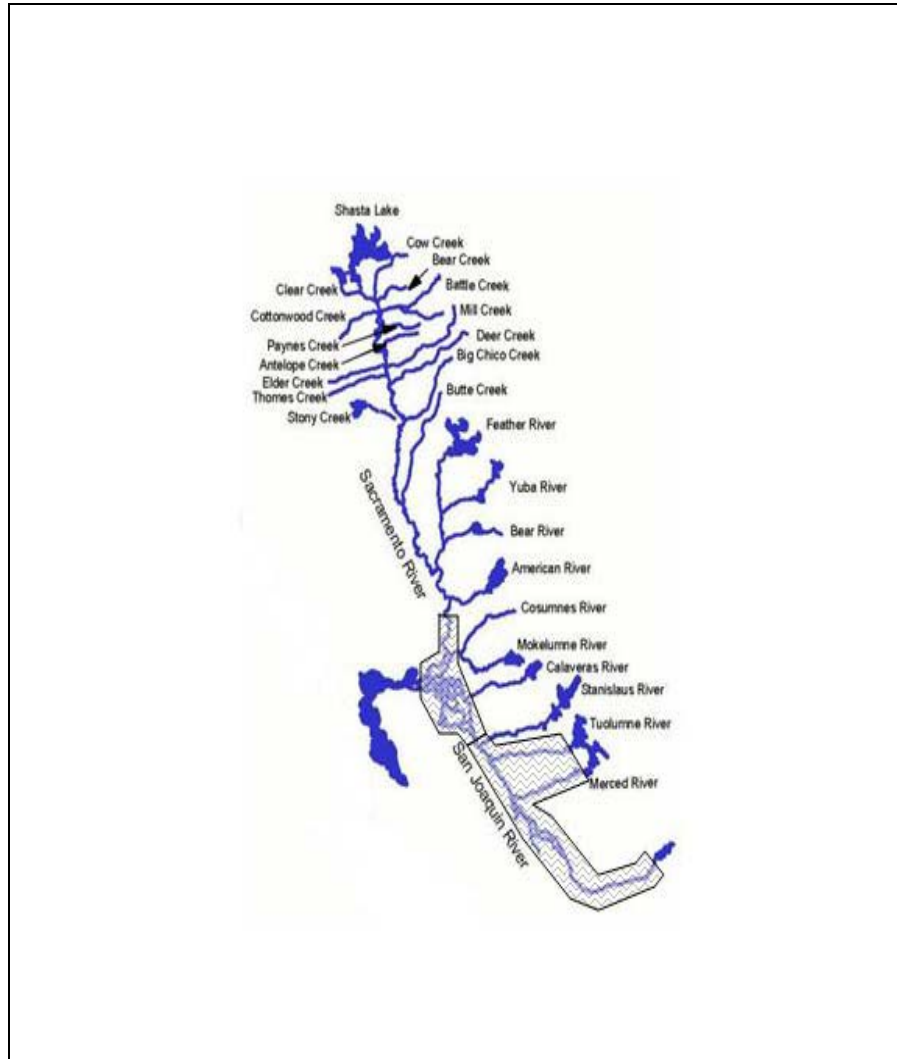 Shasta Lake
Cow Creek
Bear Creek
Clear Creek
Battle Creek
Cottonwood Creek
Mill Creek
Paynes Creek
Deer Creek
Antelope Creek
Big Chico Creek
Elder Creek
Thomes Creek
Butte Creek
Stony Creek
Feather River
Sacramento River
Yuba River
Bear River
American River
Cosumnes River
Mokelumne River
Calaveras River
Stanislaus River
Tuolumne River
San Joaquin River
Merced River